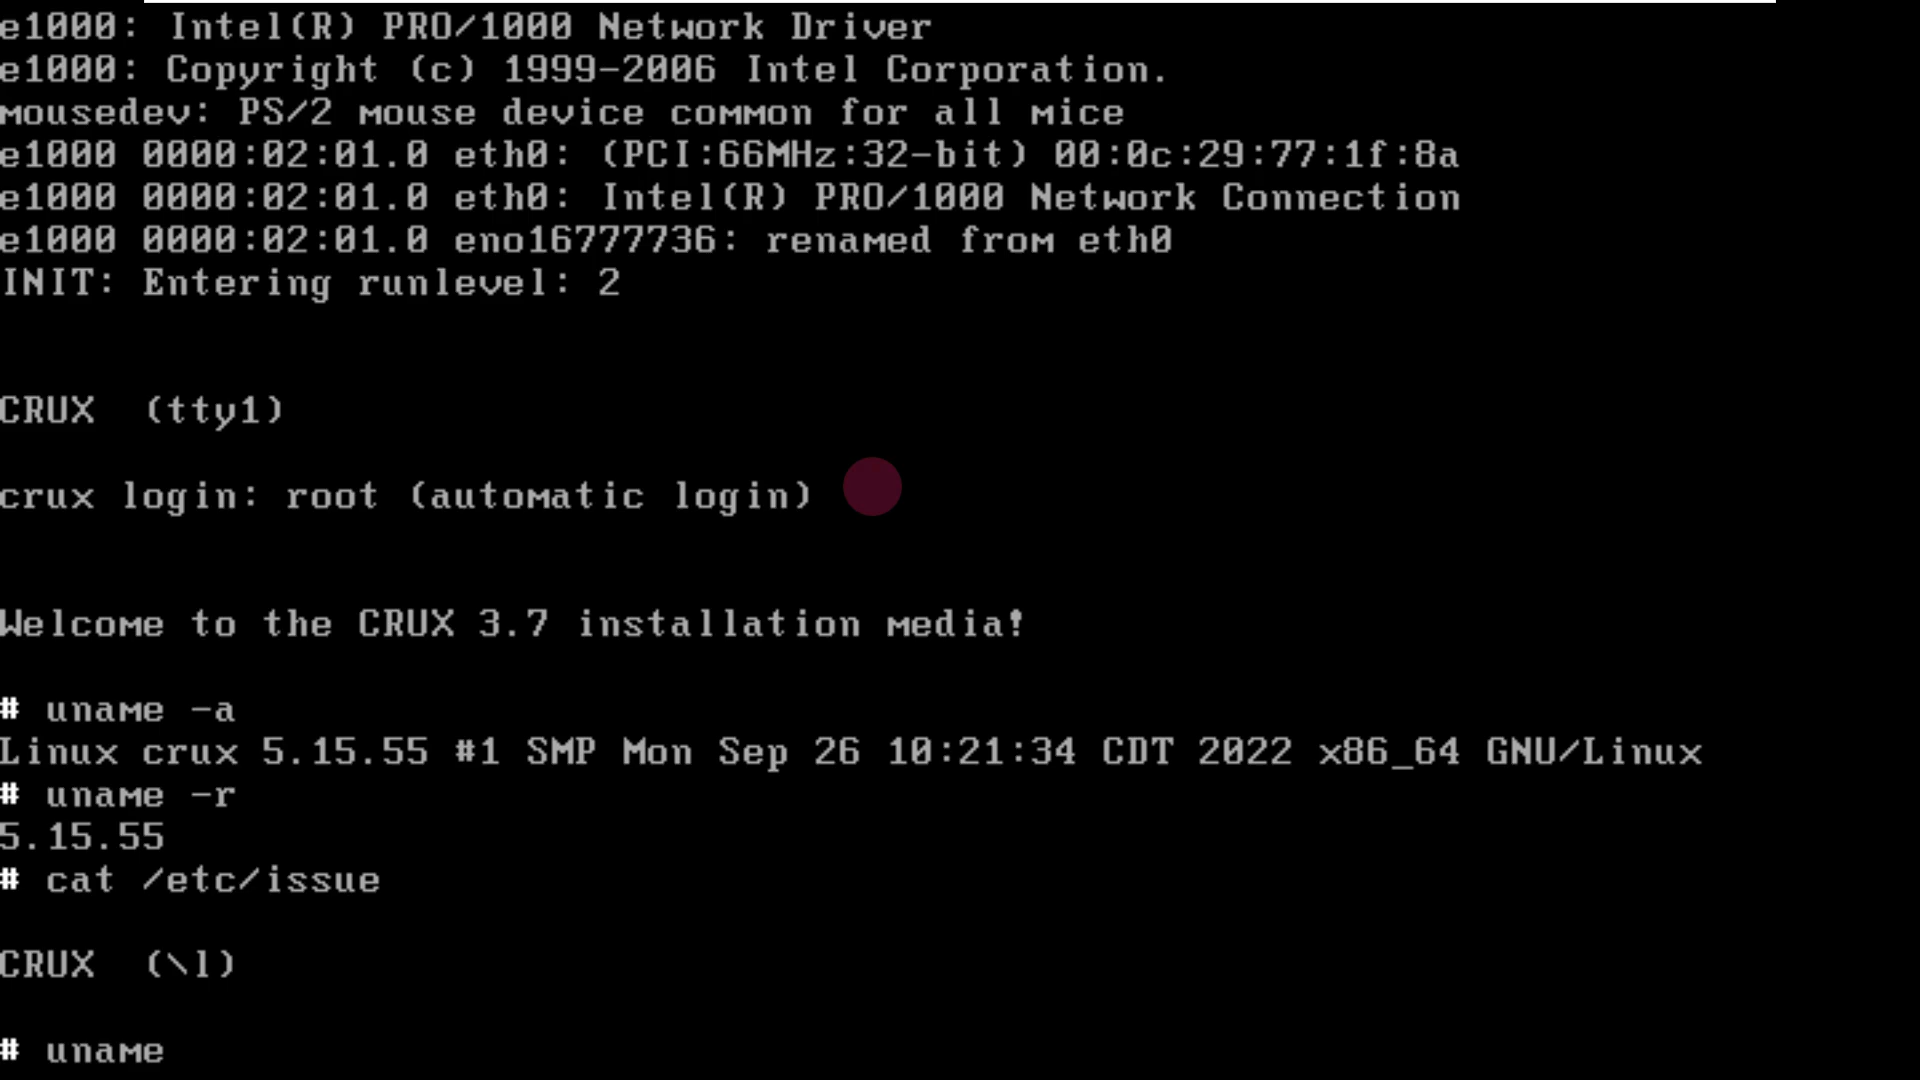 e1000: Intel(R) PRO/1000 Network Driver
e1000: Copyright (c) 1999-2006 Intel Corporation.
mousedev: PS/2 mouse device common for all mice
e1000 0000:02:01.0 eth0: (PCI:66MHz:32-bit) 00:0c:29:77:1f:8a
e1000 0000:02:01.0 eth0: Intel(R) PRO/1000 Network Connection
e1000 0000:02:01.0 eno16777736: renamed from eth0
INIT: Entering runlevel: 2
CRUX  (tty1)
crux login: root (automatic login)
Welcome to the CRUX 3.7 installation media!
# uname -a
Linux crux 5.15.55 #1 SMP Mon Sep 26 10:21:34 CDT 2022 x86_64 GNU/Linux
# uname -r
5.15.55
# cat /etc/issue
CRUX  (\l)
# uname